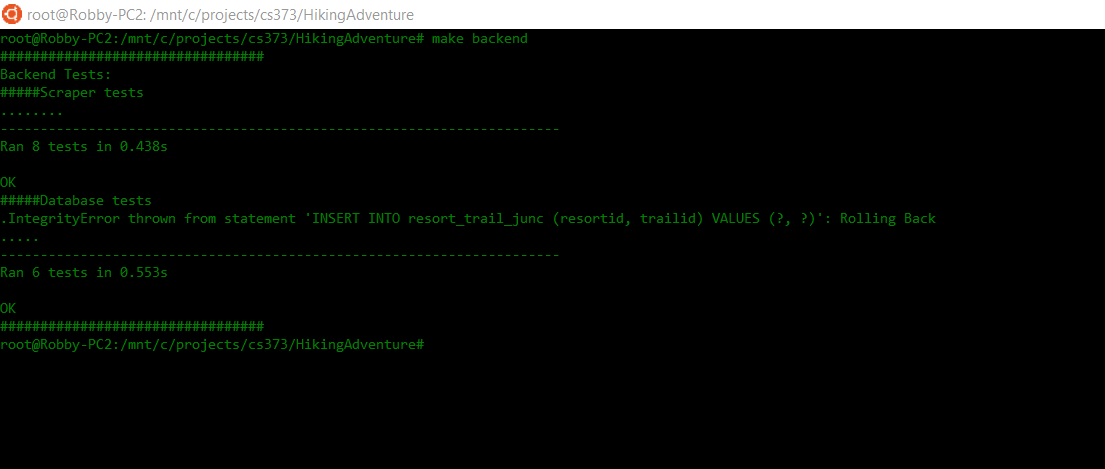 root@Robby-PC2: /mnt/c/projects/cs373/HikingAdventure
root@Robby-PC2:/mnt/c/projects/cs373/HikingAdventure# make backend
#################################
Backend Tests:
#####Scraper tests
........
----------------------------------------------------------------------
Ran 8 tests in 0.438s
OK
#####Database tests
.IntegrityError thrown from statement 'INSERT INTO resort_trail_junc (resortid, trailid) VALUES (?, ?)': Rolling Back
.....
----------------------------------------------------------------------
Ran 6 tests in 0.553s
OK
#################################
root@Robby-PC2:/mnt/c/projects/cs373/HikingAdventure#